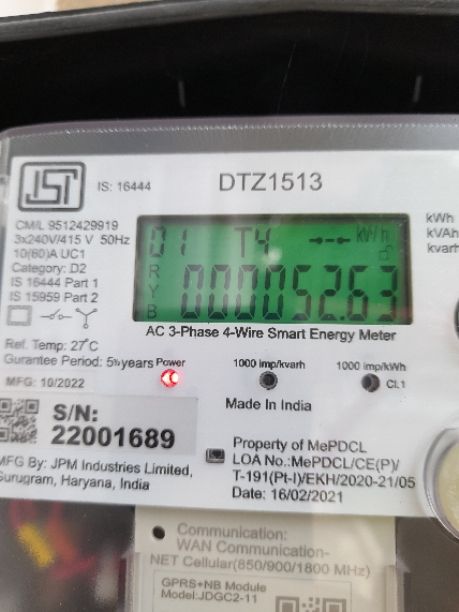 ISI
IS: 16444
DTZ1513
CM/L 9512429919
3x240V/415 V 50Hz
10(60)A UC1
Category: D2
IS 16444 Part 1
IS 15959 Part 2
01 T4 kWh
R
Y
B
000052.63
kWh
kVAh
kvarh
AC 3-Phase 4-Wire Smart Energy Meter
Ref. Temp: 27°C
Gurantee Period: 5½years
MFG: 10/2022
Power
1000 imp/kvarh
1000 imp/kWh
Cl.1
Made In India
S/N:
22001689
MFG By: JPM Industries Limited,
Gurugram, Haryana, India
Property of MePDCL
LOA No.:MePDCL/CE(P)/
T-191(Pt-I)/EKH/2020-21/05
Date: 16/02/2021
Communication:
WAN Communication-
NET Cellular(850/900/1800 MHz)
GPRS+NB Module
Model:JDGC2-11